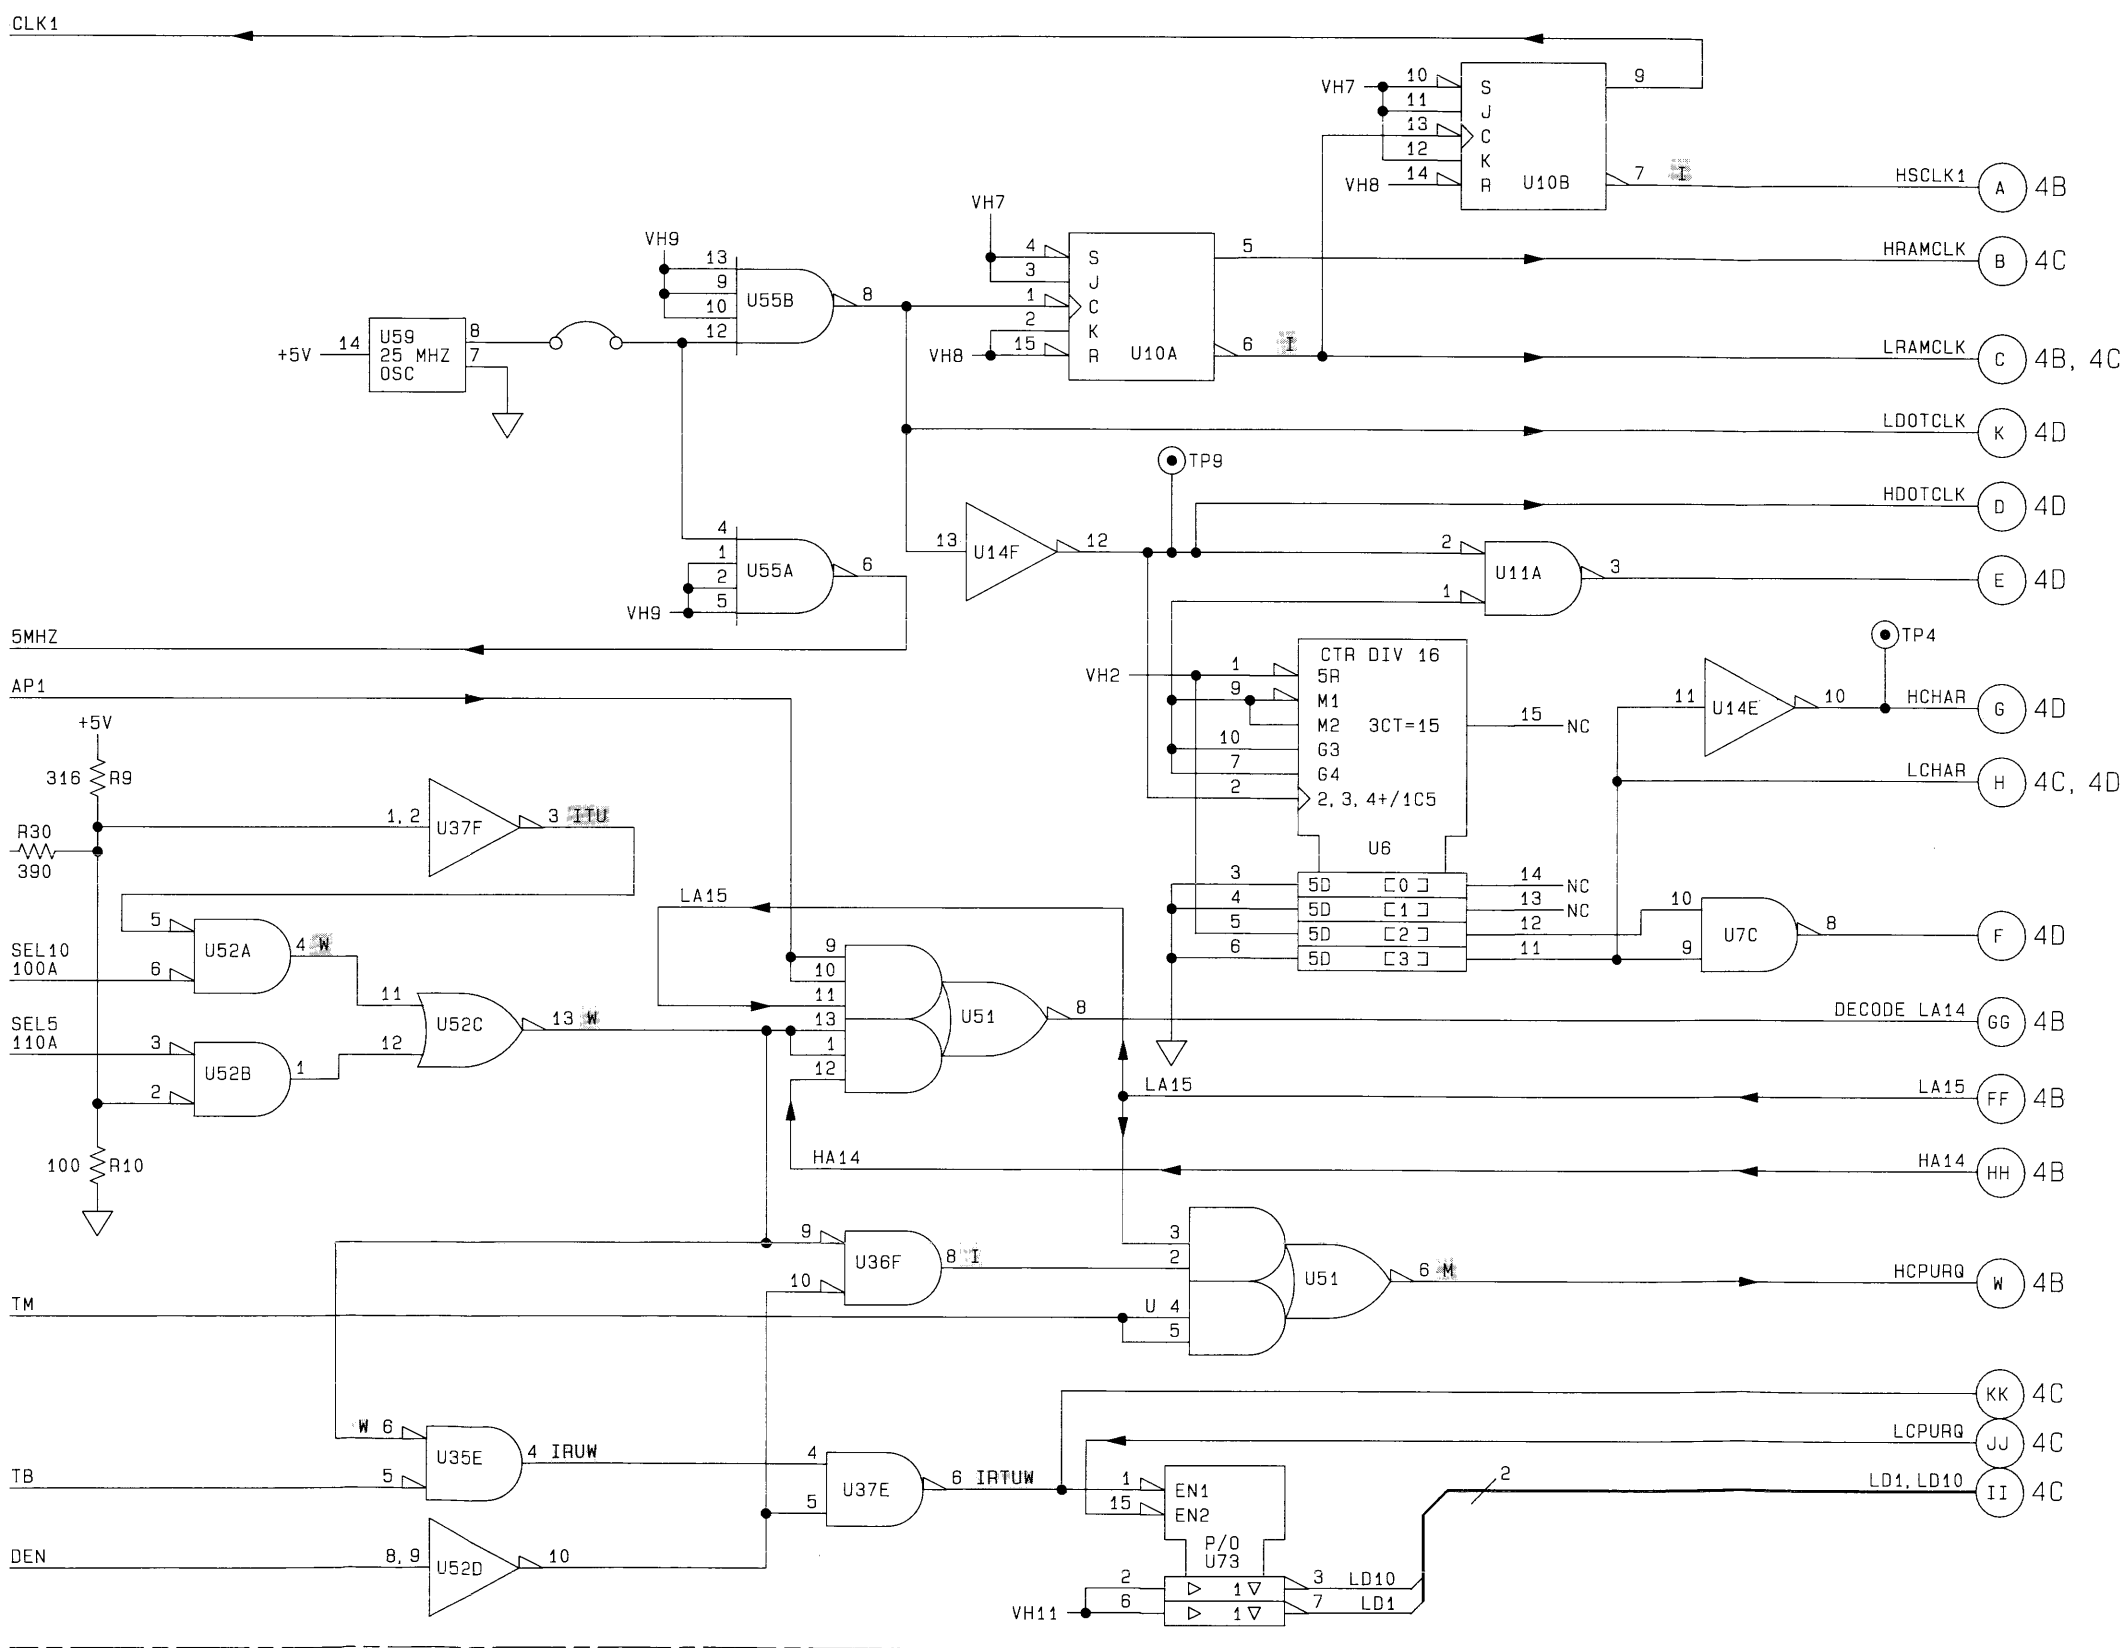 CLK1
VH7
10
S
9
11
J
13
C
12
K
VH8
14
R
U10B
7
I
HSCLK1
A
4B
VH7
4
S
5
HRAMCLK
B
4C
3
J
1
C
2
K
VH8
15
R
U10A
6
I
LRAMCLK
C
4B, 4C
VH9
13
9
10
12
U55B
8
+5V
14
U59
25 MHZ
OSC
8
7
LDOTCLK
K
4D
TP9
HDOTCLK
D
4D
13
U14F
12
2
1
U11A
3
E
4D
4
1
2
5
U55A
6
VH9
5MHZ
AP1
TP4
VH2
CTR DIV 16
1
5R
9
M1
M2
3CT=15
15
NC
10
G3
7
G4
2
2, 3, 4+/1C5
U6
3
5D
[0]
14
NC
4
5D
[1]
13
NC
5
5D
[2]
12
6
5D
[3]
11
11
U14E
10
HCHAR
G
4D
LCHAR
H
4C, 4D
10
9
U7C
8
F
4D
+5V
316
R9
R30
390
1, 2
U37F
3
ITU
5
6
U52A
4
W
SEL10
100A
SEL5
110A
3
2
U52B
1
11
12
U52C
13
W
100
R10
LA15
9
10
11
13
1
12
U51
8
DECODE LA14
GG
4B
LA15
LA15
FF
4B
HA14
HA14
HH
4B
9
10
U36F
8
I
3
2
U 4
5
U51
6
M
HCPURQ
W
4B
TM
KK
4C
LCPURQ
JJ
4C
W 6
5
U35E
4
IRUW
TB
4
5
U37E
6
IRTUW
1
EN1
15
EN2
P/O
U73
2
LD1, LD10
II
4C
DEN
8, 9
U52D
10
VH11
2
1
3
LD10
6
1
7
LD1